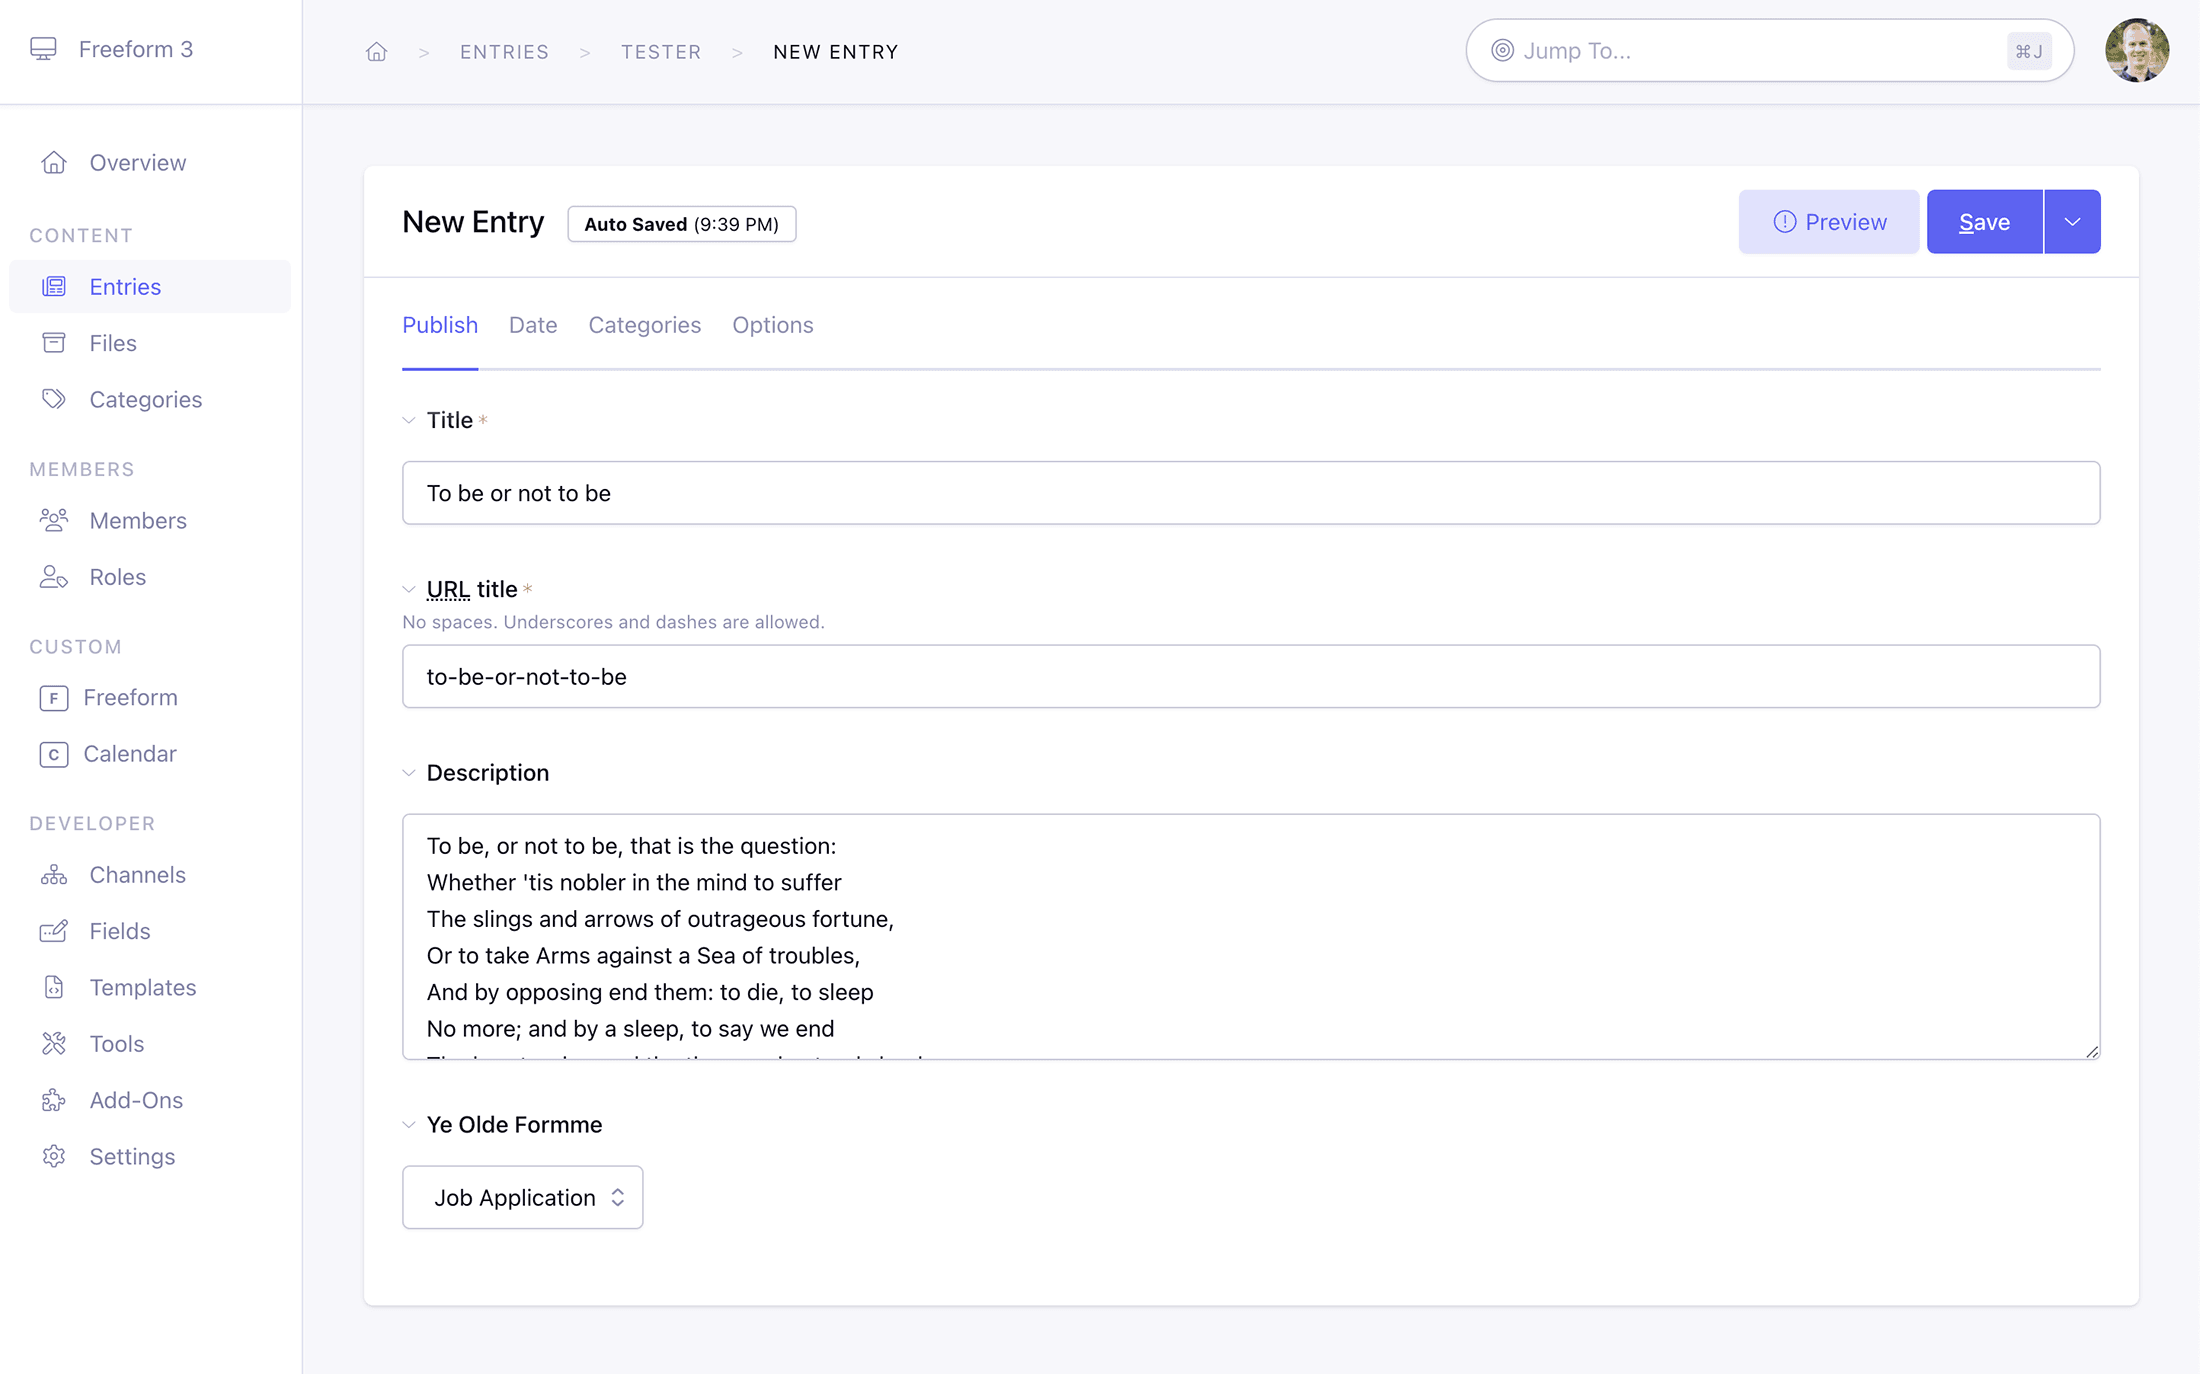 Freeform 3
> ENTRIES > TESTER > NEW ENTRY
Jump To...
⌘J
Overview
CONTENT
Entries
Files
Categories
MEMBERS
Members
Roles
CUSTOM
F Freeform
C Calendar
DEVELOPER
Channels
Fields
Templates
Tools
Add-Ons
Settings
New Entry
Auto Saved (9:39 PM)
Preview
Save
Publish Date Categories Options
Title *
To be or not to be
URL title *
No spaces. Underscores and dashes are allowed.
to-be-or-not-to-be
Description
To be, or not to be, that is the question:
Whether 'tis nobler in the mind to suffer
The slings and arrows of outrageous fortune,
Or to take Arms against a Sea of troubles,
And by opposing end them: to die, to sleep
No more; and by a sleep, to say we end
Ye Olde Formme
Job Application